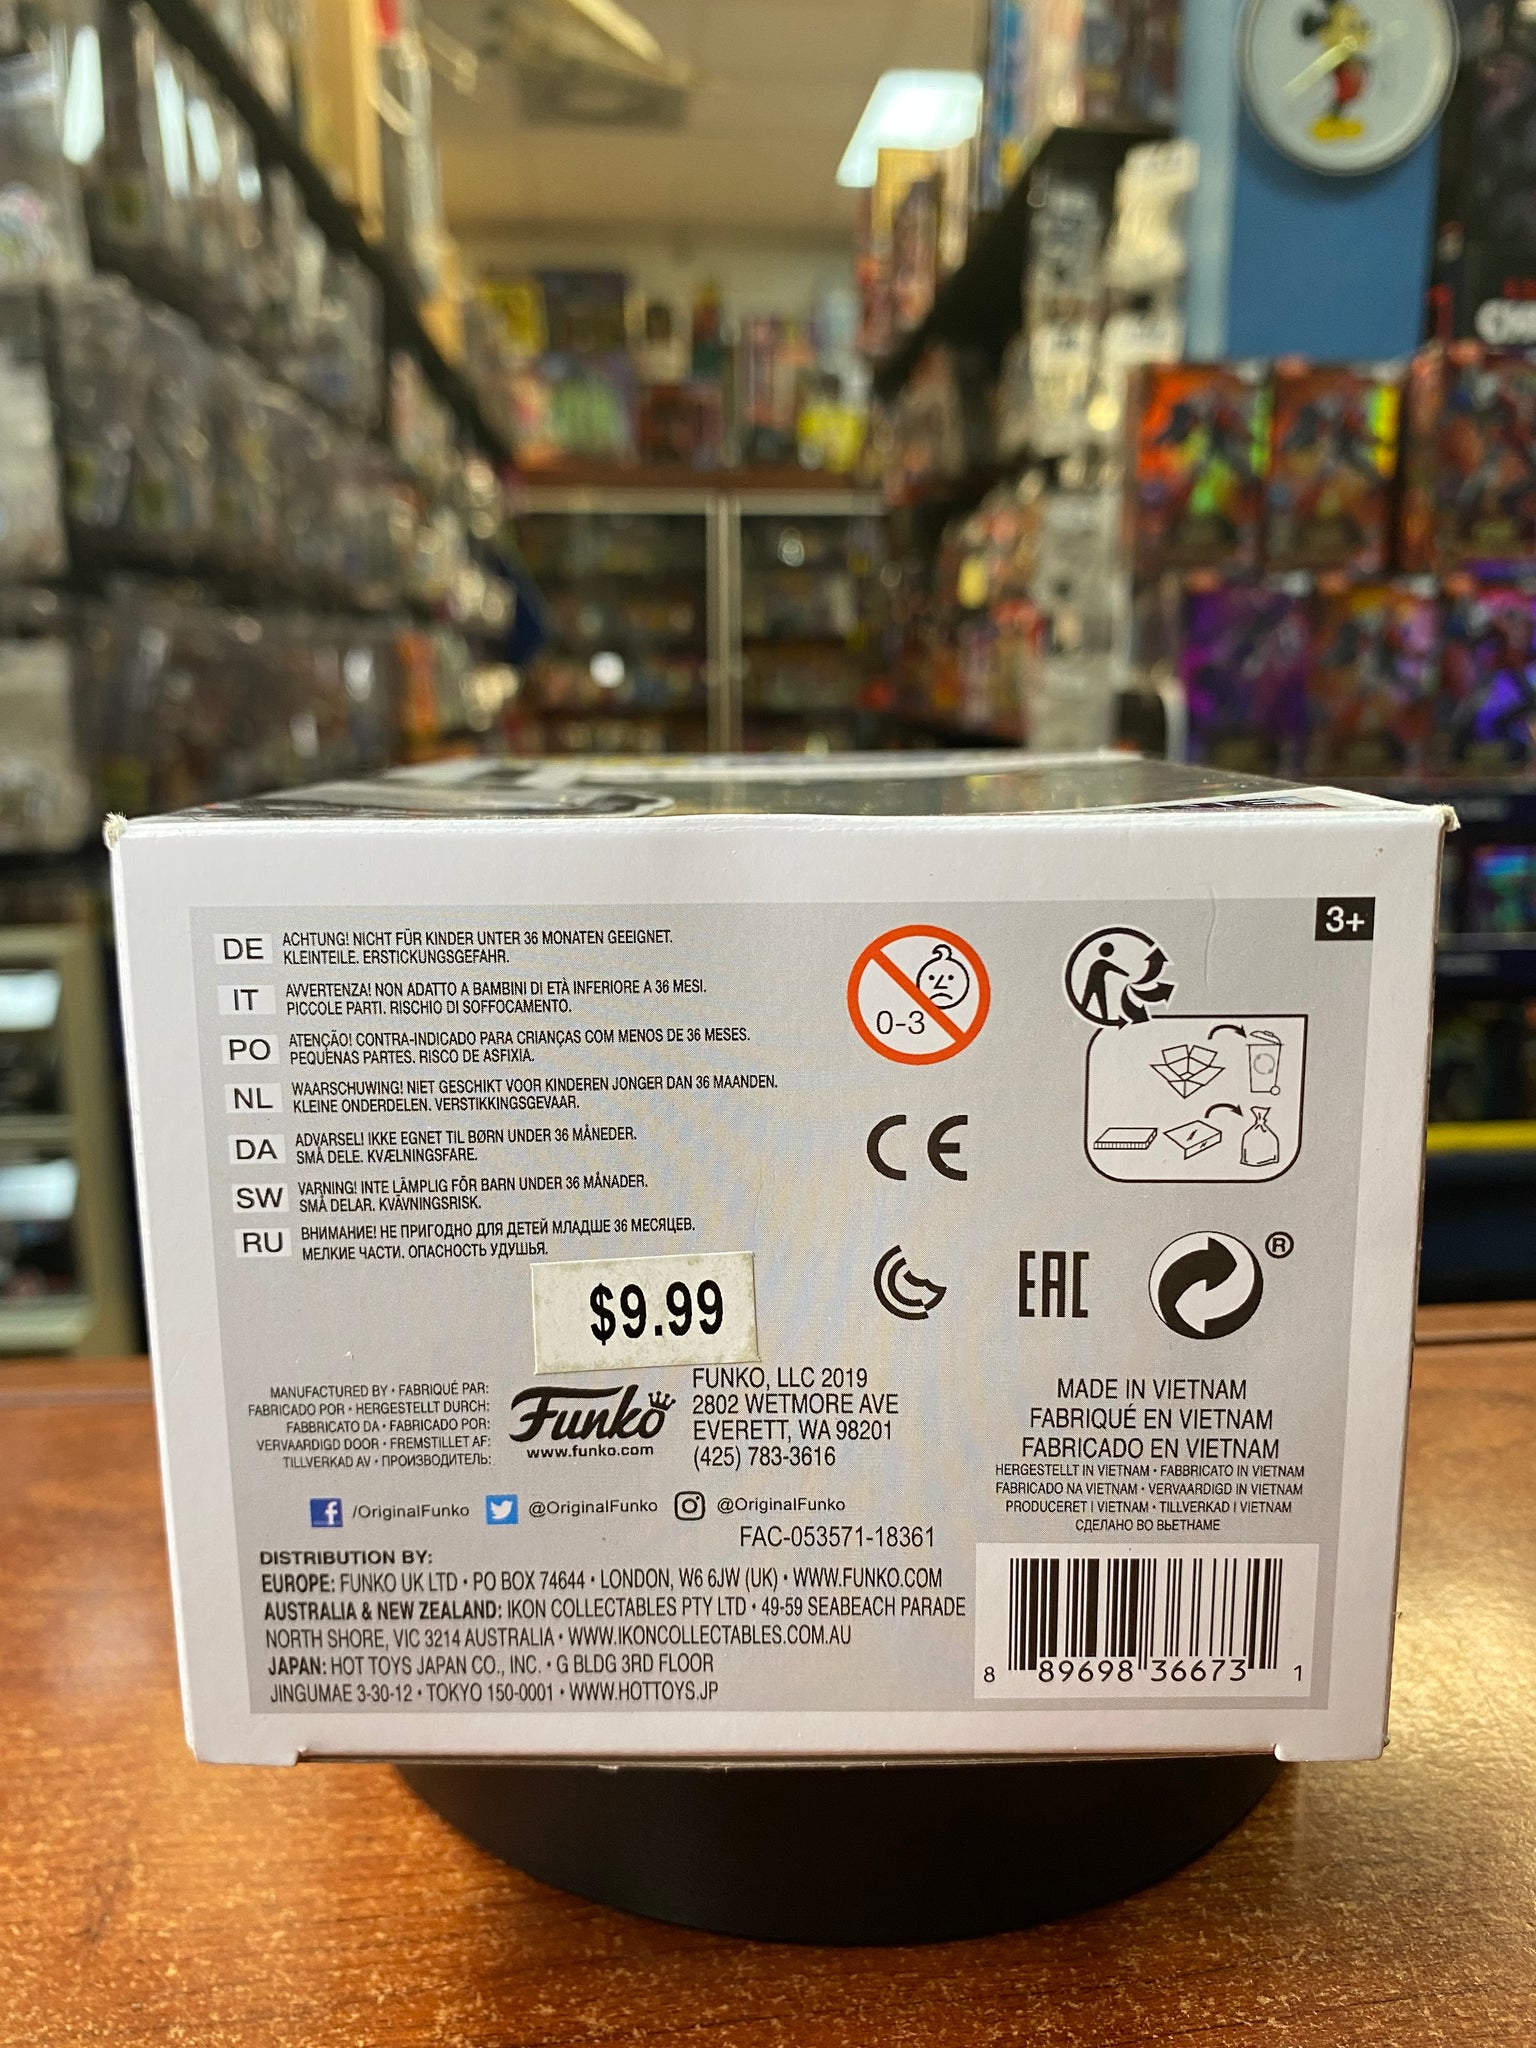 3+
DE ACHTUNG! NICHT FÜR KINDER UNTER 36 MONATEN GEEIGNET.
KLEINTEILE. ERSTICKUNGSGEFAHR.
IT AVVERTENZA! NON ADATTO A BAMBINI DI ETÀ INFERIORE A 36 MESI.
PICCOLE PARTI. RISCHIO DI SOFFOCAMENTO.
PO ATENÇÃO! CONTRA-INDICADO PARA CRIANÇAS COM MENOS DE 36 MESES.
PEQUENAS PARTES. RISCO DE ASFIXIA.
NL WAARSCHUWING! NIET GESCHIKT VOOR KINDEREN JONGER DAN 36 MAANDEN.
KLEINE ONDERDELEN. VERSTIKKINGSGEVAAR.
DA ADVARSEL! IKKE EGNET TIL BØRN UNDER 36 MÅNEDER.
SMÅ DELE. KVÆLNINGSFARE.
SW VARNING! INTE LÄMPLIG FÖR BARN UNDER 36 MÅNADER.
SMÅ DELAR. KVÄVNINGSRISK.
RU ВНИМАНИЕ! НЕ ПРИГОДНО ДЛЯ ДЕТЕЙ МЛАДШЕ 36 МЕСЯЦЕВ.
МЕЛКИЕ ЧАСТИ. ОПАСНОСТЬ УДУШЬЯ.
0-3
CE
EAC
®
$9.99
MANUFACTURED BY • FABRIQUÉ PAR:
FABRICADO POR • HERGESTELLT DURCH:
FABBRICATO DA • FABRICADO POR:
VERVAARDIGD DOOR • FREMSTILLET AF:
TILLVERKAD AV • ПРОИЗВОДИТЕЛЬ:
Funko
www.funko.com
FUNKO, LLC 2019
2802 WETMORE AVE
EVERETT, WA 98201
(425) 783-3616
MADE IN VIETNAM
FABRIQUÉ EN VIETNAM
FABRICADO EN VIETNAM
HERGESTELLT IN VIETNAM • FABBRICATO IN VIETNAM
FABRICADO NA VIETNAM • VERVAARDIGD IN VIETNAM
PRODUCERET I VIETNAM • TILLVERKAD I VIETNAM
СДЕЛАНО ВО ВЬЕТНАМЕ
/OriginalFunko @OriginalFunko @OriginalFunko
FAC-053571-18361
DISTRIBUTION BY:
EUROPE: FUNKO UK LTD • PO BOX 74644 • LONDON, W6 6JW (UK) • WWW.FUNKO.COM
AUSTRALIA & NEW ZEALAND: IKON COLLECTABLES PTY LTD • 49-59 SEABEACH PARADE
NORTH SHORE, VIC 3214 AUSTRALIA • WWW.IKONCOLLECTABLES.COM.AU
JAPAN: HOT TOYS JAPAN CO., INC. • G BLDG 3RD FLOOR
JINGUMAE 3-30-12 • TOKYO 150-0001 • WWW.HOTTOYS.JP
8 89698 36673 1